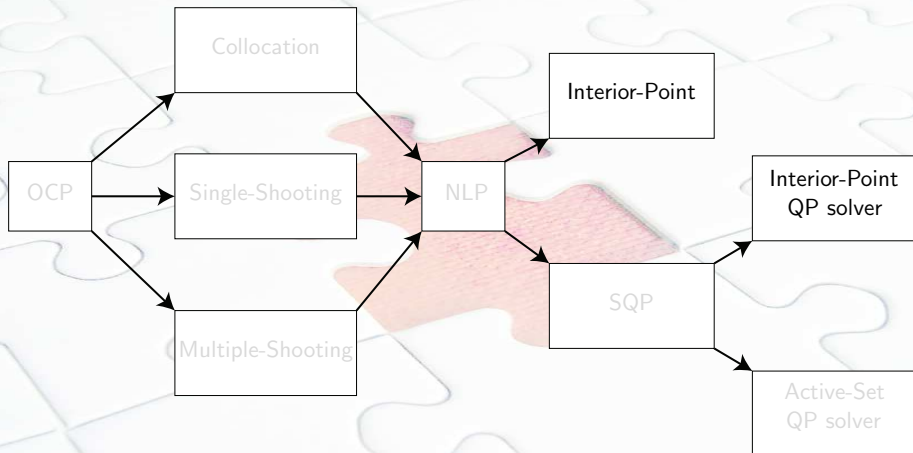 Collocation
Interior-Point
OCP
Single-Shooting
NLP
Interior-Point
QP solver
SQP
Multiple-Shooting
Active-Set
QP solver